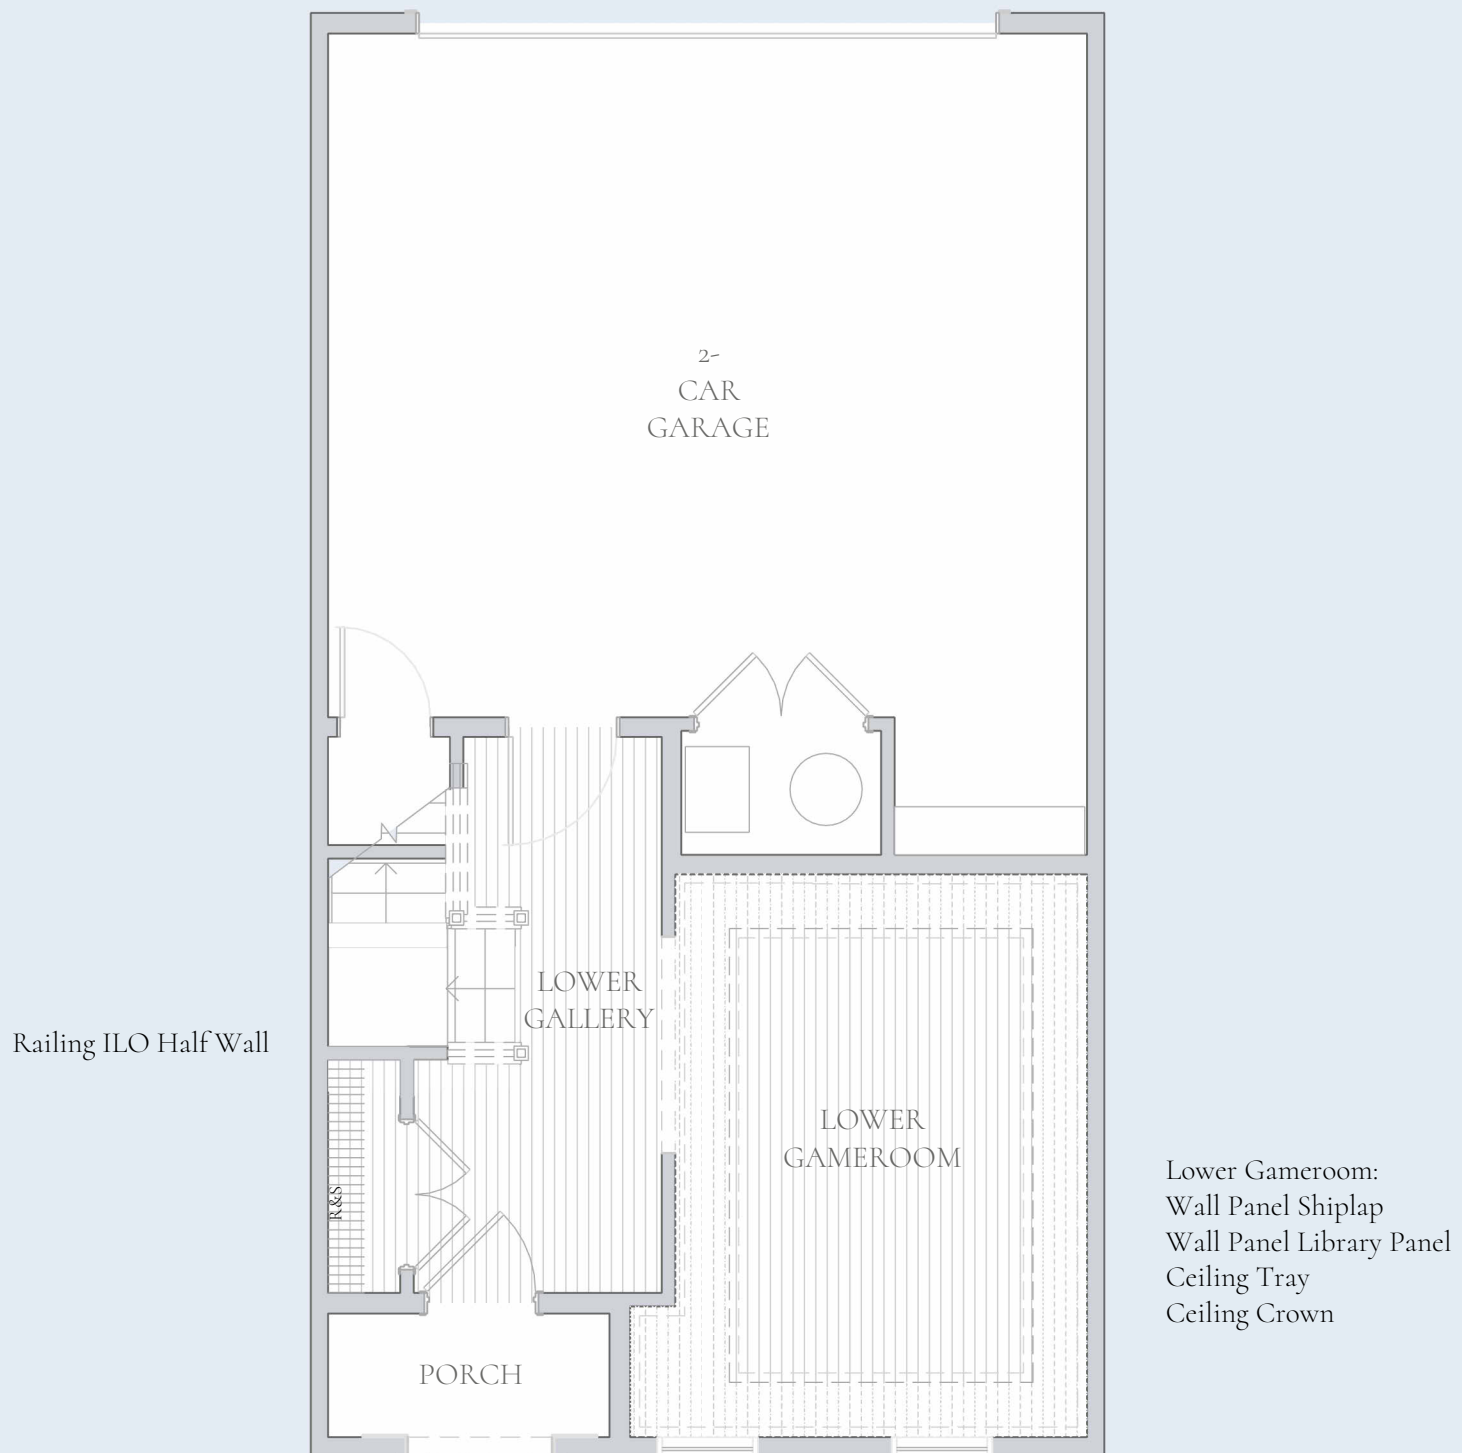 2-
CAR
GARAGE
LOWER
GALLERY
Railing ILO Half Wall
LOWER
GAMEROOM
R&S
Lower Gameroom:
Wall Panel Shiplap
Wall Panel Library Panel
Ceiling Tray
Ceiling Crown
PORCH